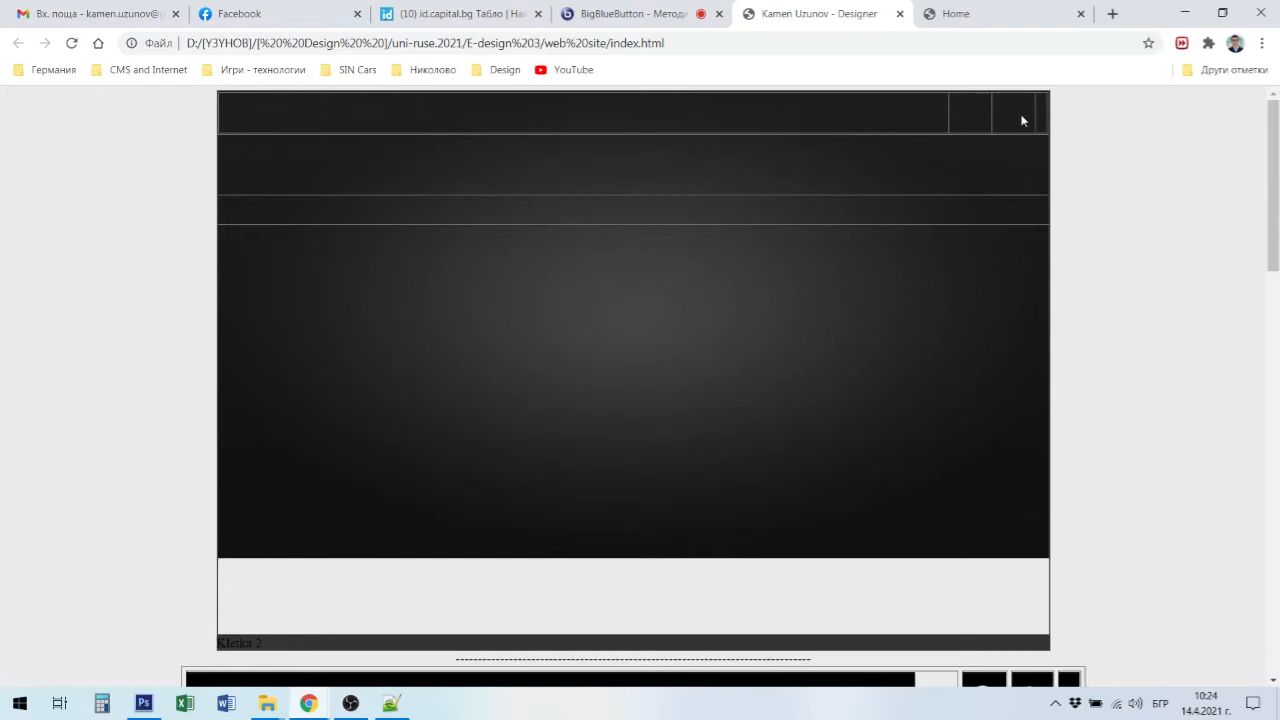 Вх. поща - kamen.uzunov@g
Facebook
(10) id.capital.bg Табло | На
BigBlueButton - Методи
Kamen Uzunov - Designer
Home
Файл
D:/[Y3YHOB]/[%20%20Design%20%20]/uni-ruse.2021/E-design%203/web%20site/index.html
Германия
CMS and Internet
Игри - технологии
SIN Cars
Николово
Design
YouTube
Други отметки
Kletka 2
--------------------------------------------------------------------------------
БГР
10:24
14.4.2021 г.